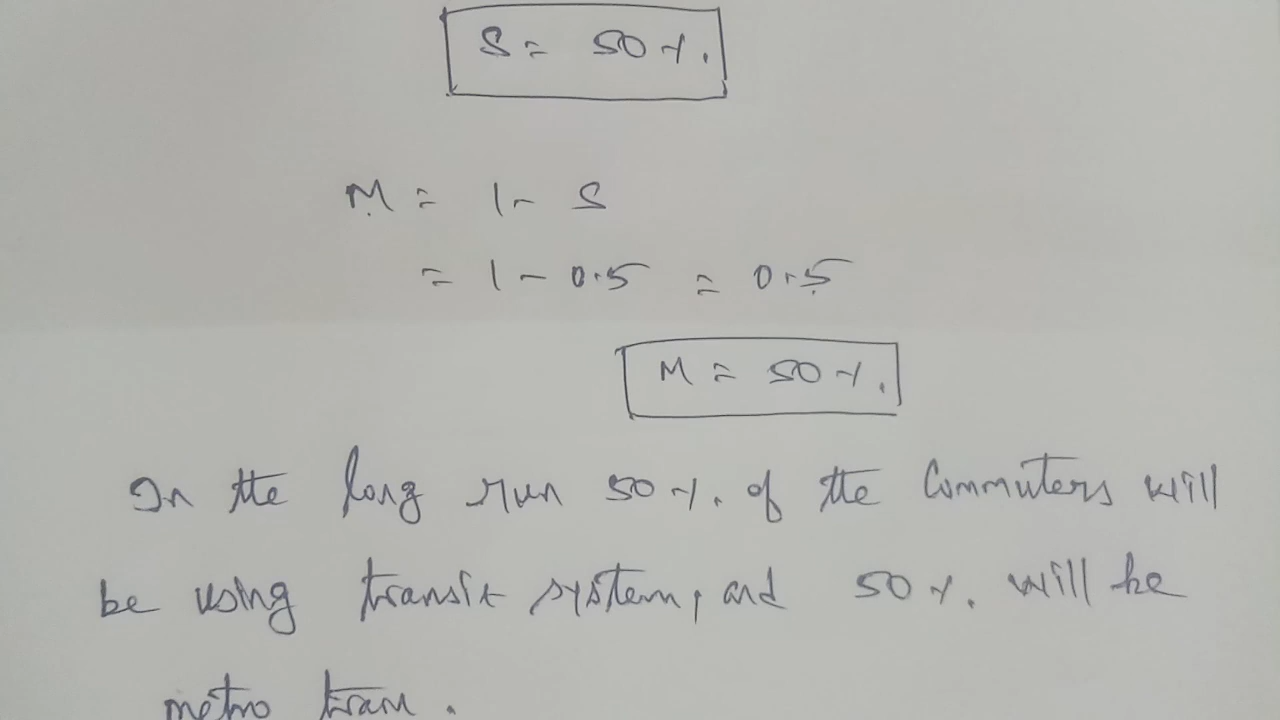 S = 50%.
M = 1 - S
= 1 - 0.5 = 0.5
M = 50%.
In the long run 50%. of the Commuters will
be using transit system, and 50%. will be
metro tram.